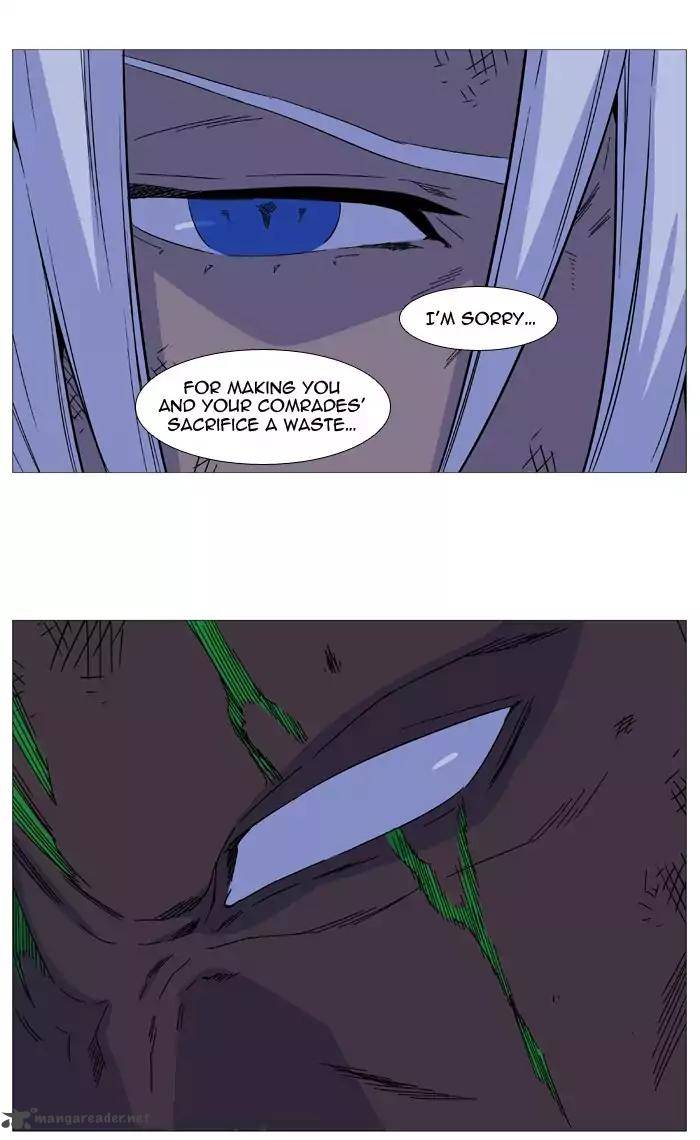 I'M SORRY...
FOR MAKING YOU
AND YOUR COMRADES'
SACRIFICE A WASTE...
mangareader.net